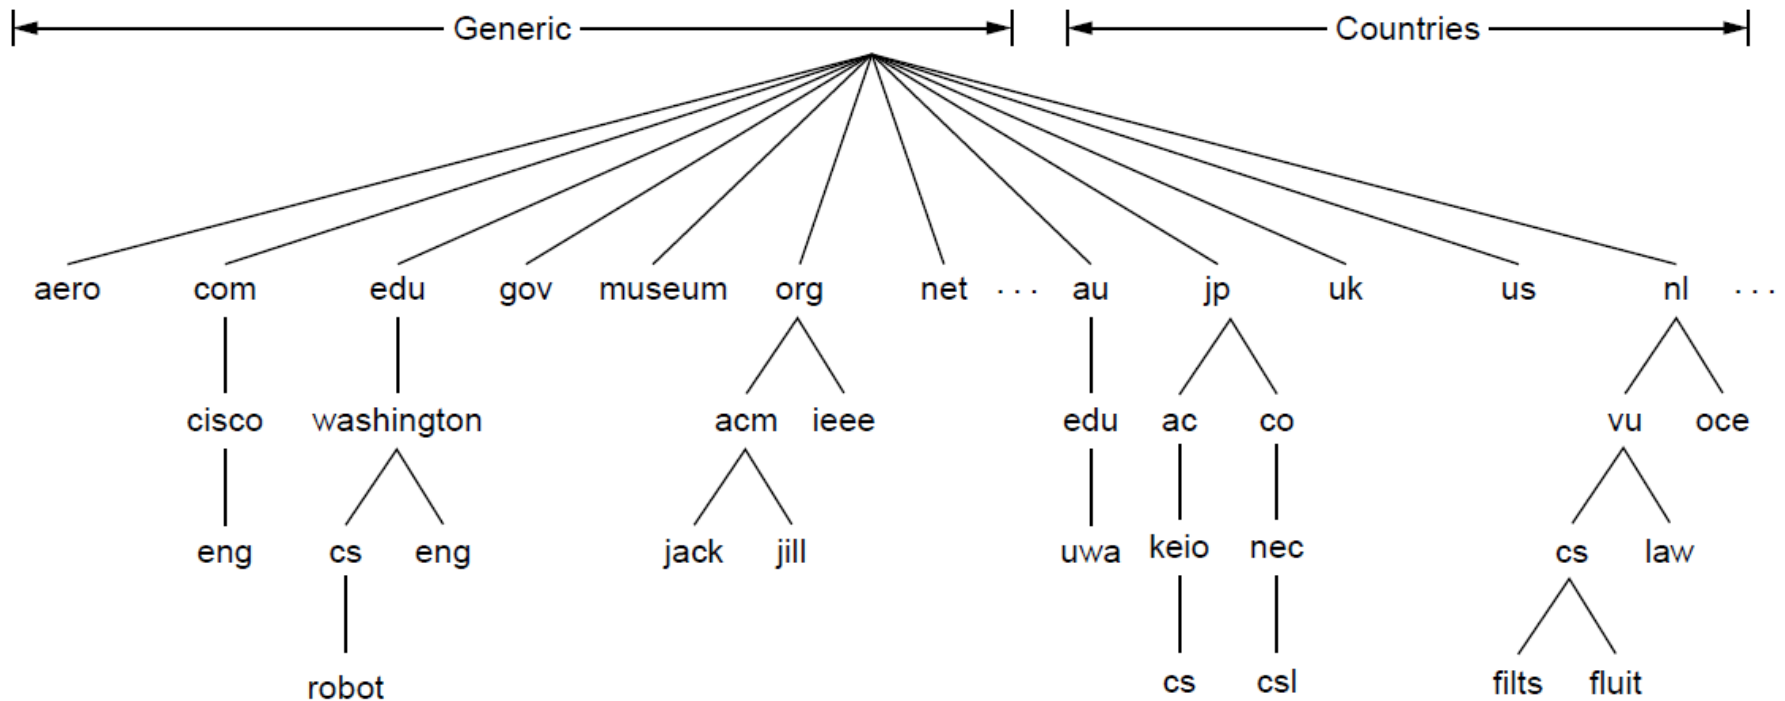 Generic Countries
aero com edu gov museum org net ... au jp uk us nl ...
cisco washington acm ieee edu ac co vu oce
eng cs eng jack jill uwa keio nec cs law
robot cs csl filts fluit